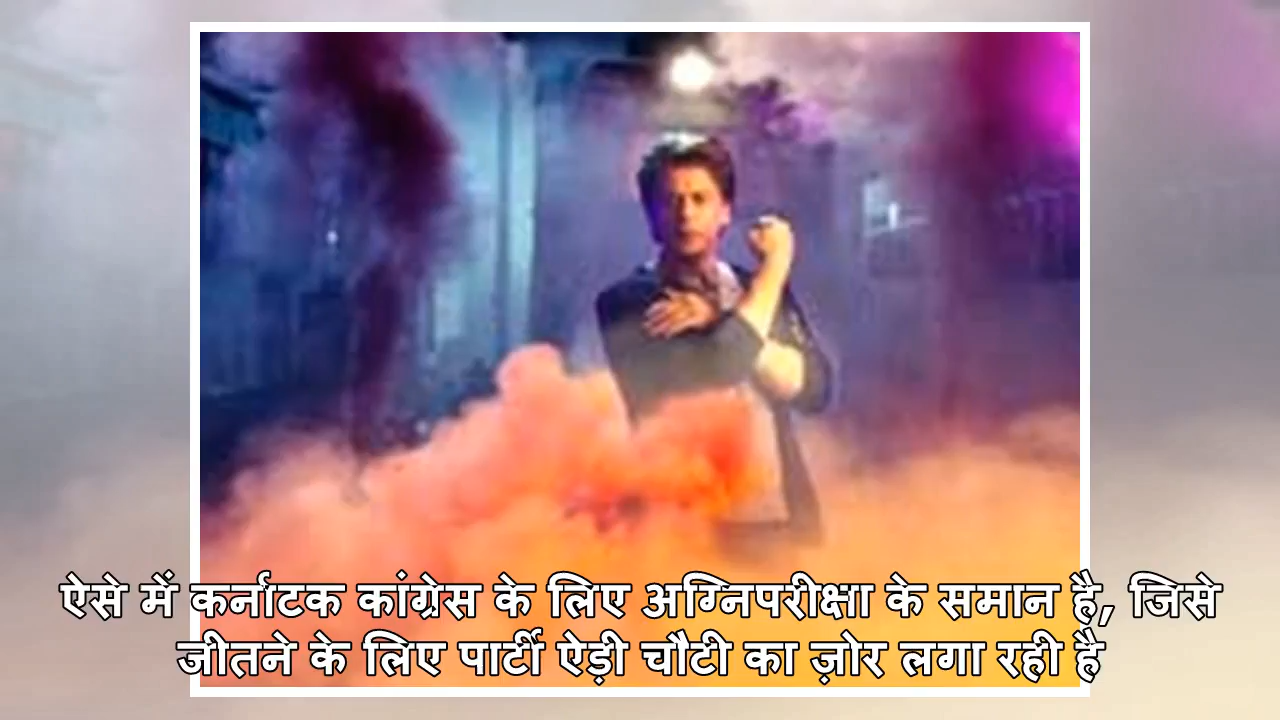 ऐसे में कर्नाटक कांग्रेस के लिए अग्निपरीक्षा के समान है, जिसे
जीतने के लिए पार्टी ऐड़ी चौटी का ज़ोर लगा रही है